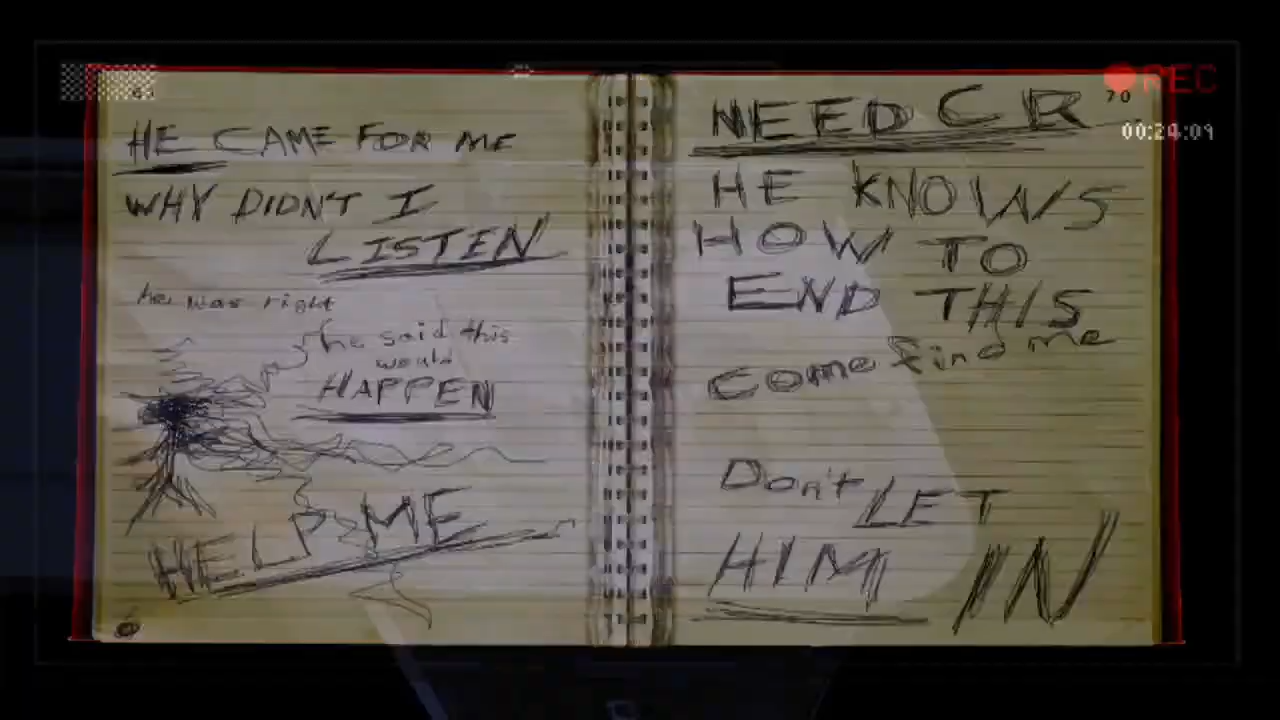 HE CAME FOR ME
WHY DIDN'T I
LISTEN
he was right
he said this
would
HAPPEN
HELP ME
NEED CR
HE KNOWS
HOW TO
END THIS
come find me
Don't LET
HIM IN
70
REC
00:24:09